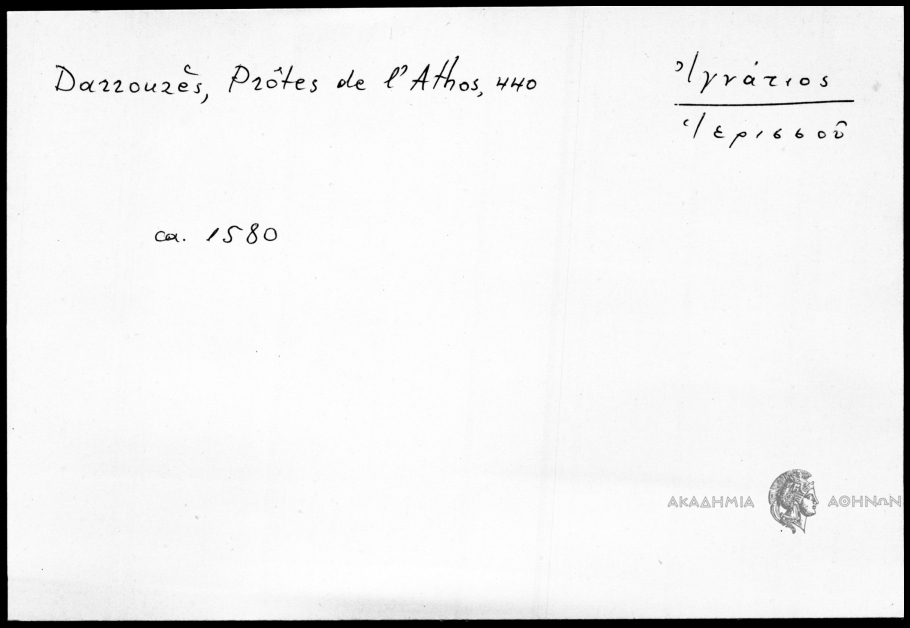 Darrouzès, Prôtes de l'Athos, 440
Ἰγνάτιος
Ἱερισσοῦ
ca. 1580
ΑΚΑΔΗΜΙΑ ΑΘΗΝΩΝ